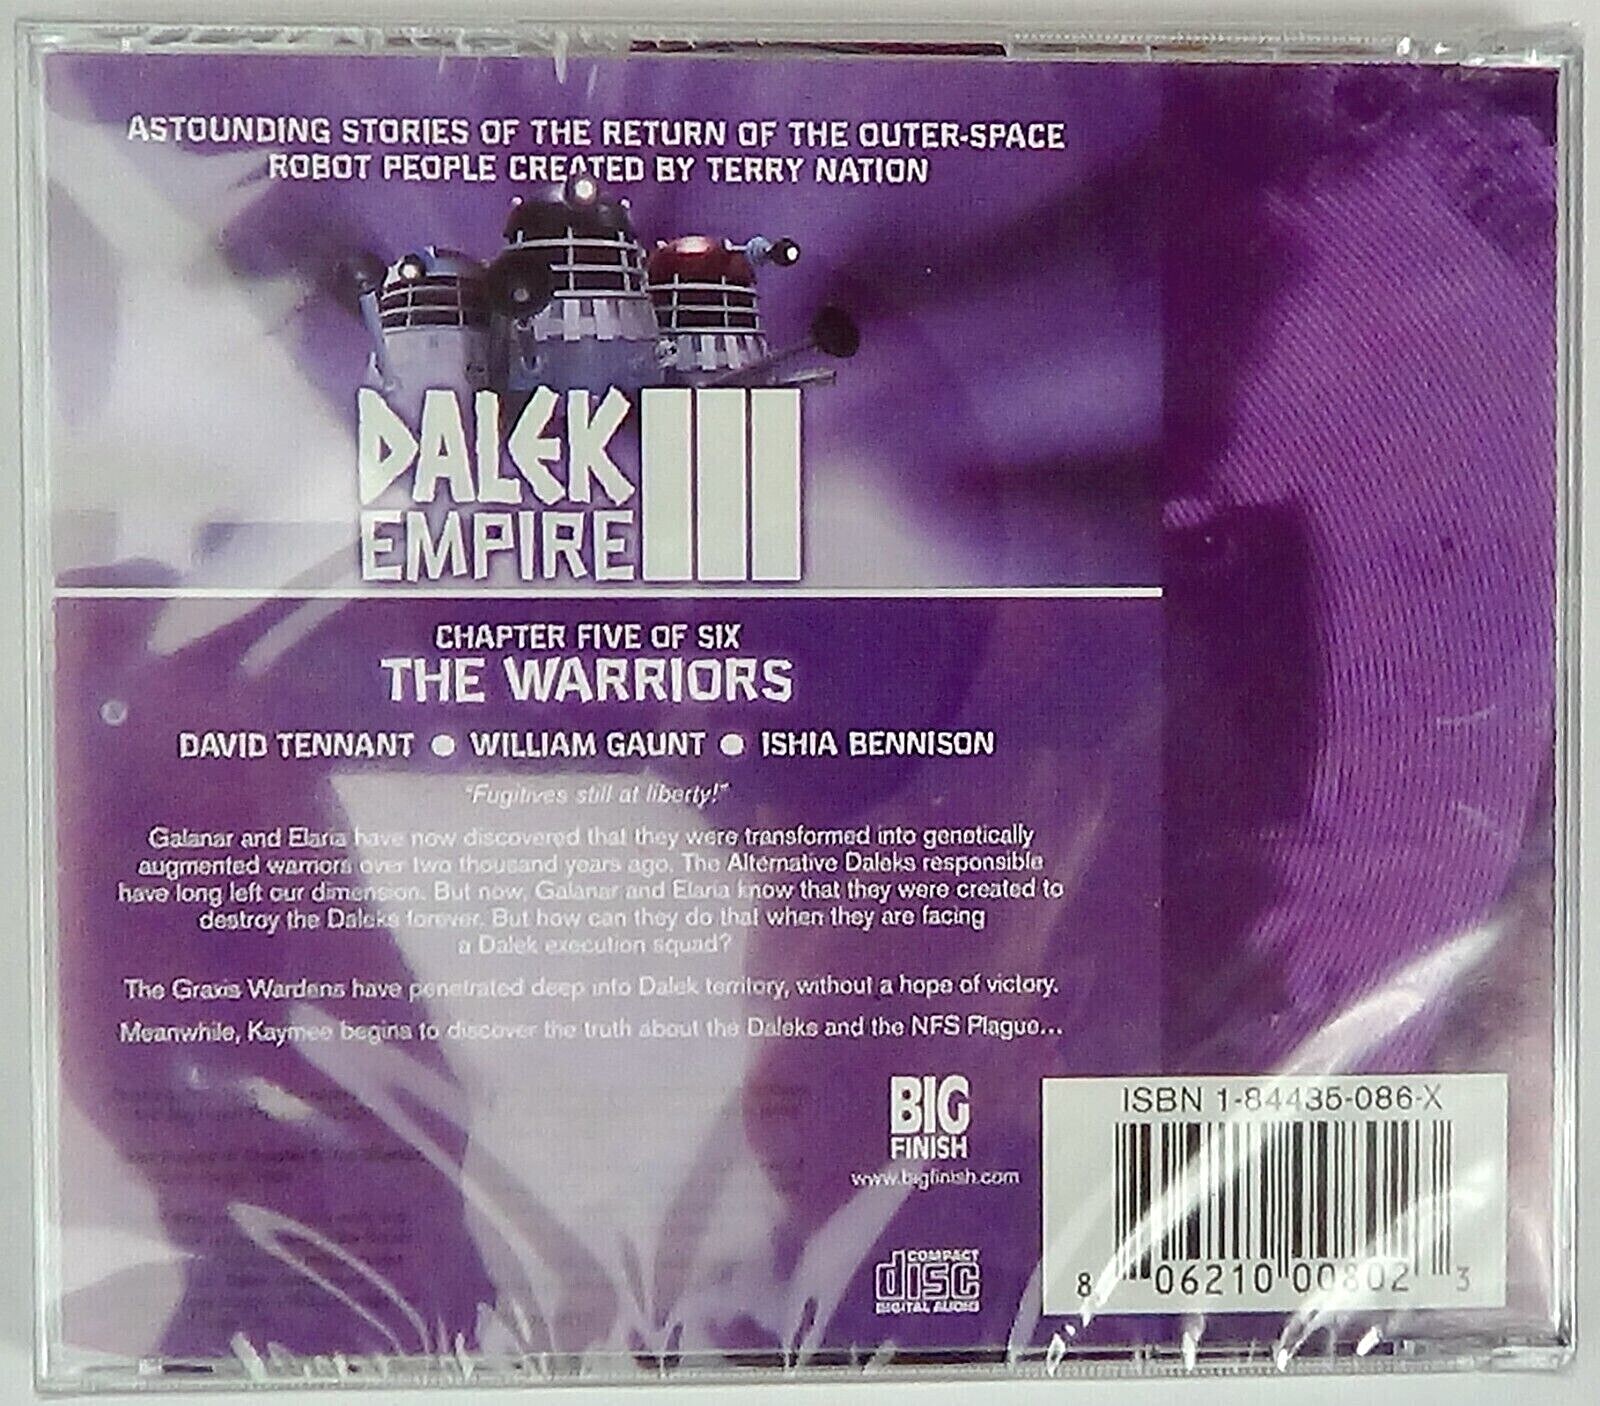 ASTOUNDING STORIES OF THE RETURN OF THE OUTER-SPACE
ROBOT PEOPLE CREATED BY TERRY NATION
DALEK
EMPIRE III
CHAPTER FIVE OF SIX
THE WARRIORS
DAVID TENNANT ● WILLIAM GAUNT ● ISHIA BENNISON
"Fugitives still at liberty!"
Galanar and Elaria have now discovered that they were transformed into genetically
augmented warriors over two thousand years ago. The Alternative Daleks responsible
have long left our dimension. But now, Galanar and Elaria know that they were created to
destroy the Daleks forever. But how can they do that when they are facing
a Dalek execution squad?
The Graxis Wardens have penetrated deep into Dalek territory, without a hope of victory.
Meanwhile, Kaymee begins to discover the truth about the Daleks and the NFS Plague...
BIG
FINISH
www.bigfinish.com
COMPACT
disc
DIGITAL AUDIO
ISBN 1-84435-086-X
8 06210 00802 3